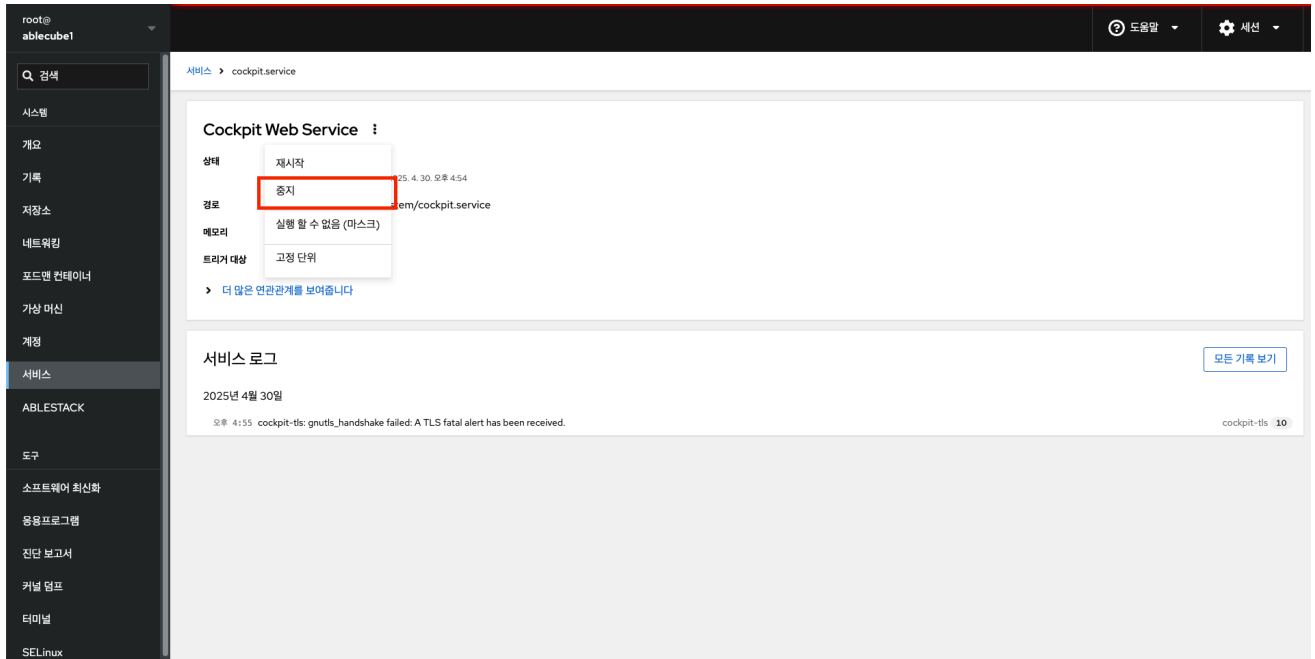 root@
ablecube1
도움말
세션
검색
시스템
개요
기록
저장소
네트워킹
포드맨 컨테이너
가상 머신
계정
서비스
ABLESTACK
도구
소프트웨어 최신화
응용프로그램
진단 보고서
커널 덤프
터미널
SELinux
서비스 > cockpit.service
Cockpit Web Service
상태
재시작
25. 4. 30. 오후 4:54
중지
경로
em/cockpit.service
실행 할 수 없음 (마스크)
메모리
트리거 대상
고정 단위
더 많은 연관관계를 보여줍니다
서비스 로그
모든 기록 보기
2025년 4월 30일
오후 4:55 cockpit-tls: gnutls_handshake failed: A TLS fatal alert has been received.
cockpit-tls 10